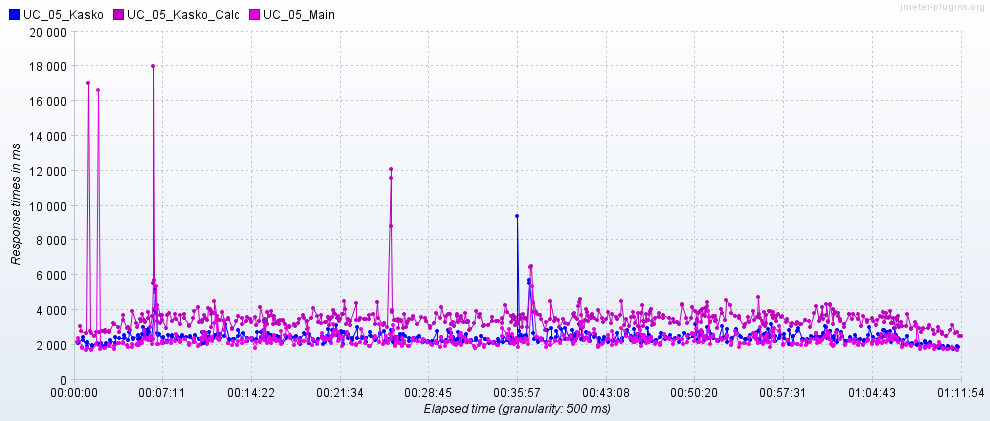 UC_05_Kasko UC_05_Kasko_Calc UC_05_Main
jmeter-plugins.org
20 000
18 000
16 000
14 000
12 000
10 000
8 000
6 000
4 000
2 000
0
Response times in ms
00:00:00 00:07:11 00:14:22 00:21:34 00:28:45 00:35:57 00:43:08 00:50:20 00:57:31 01:04:43 01:11:54
Elapsed time (granularity: 500 ms)